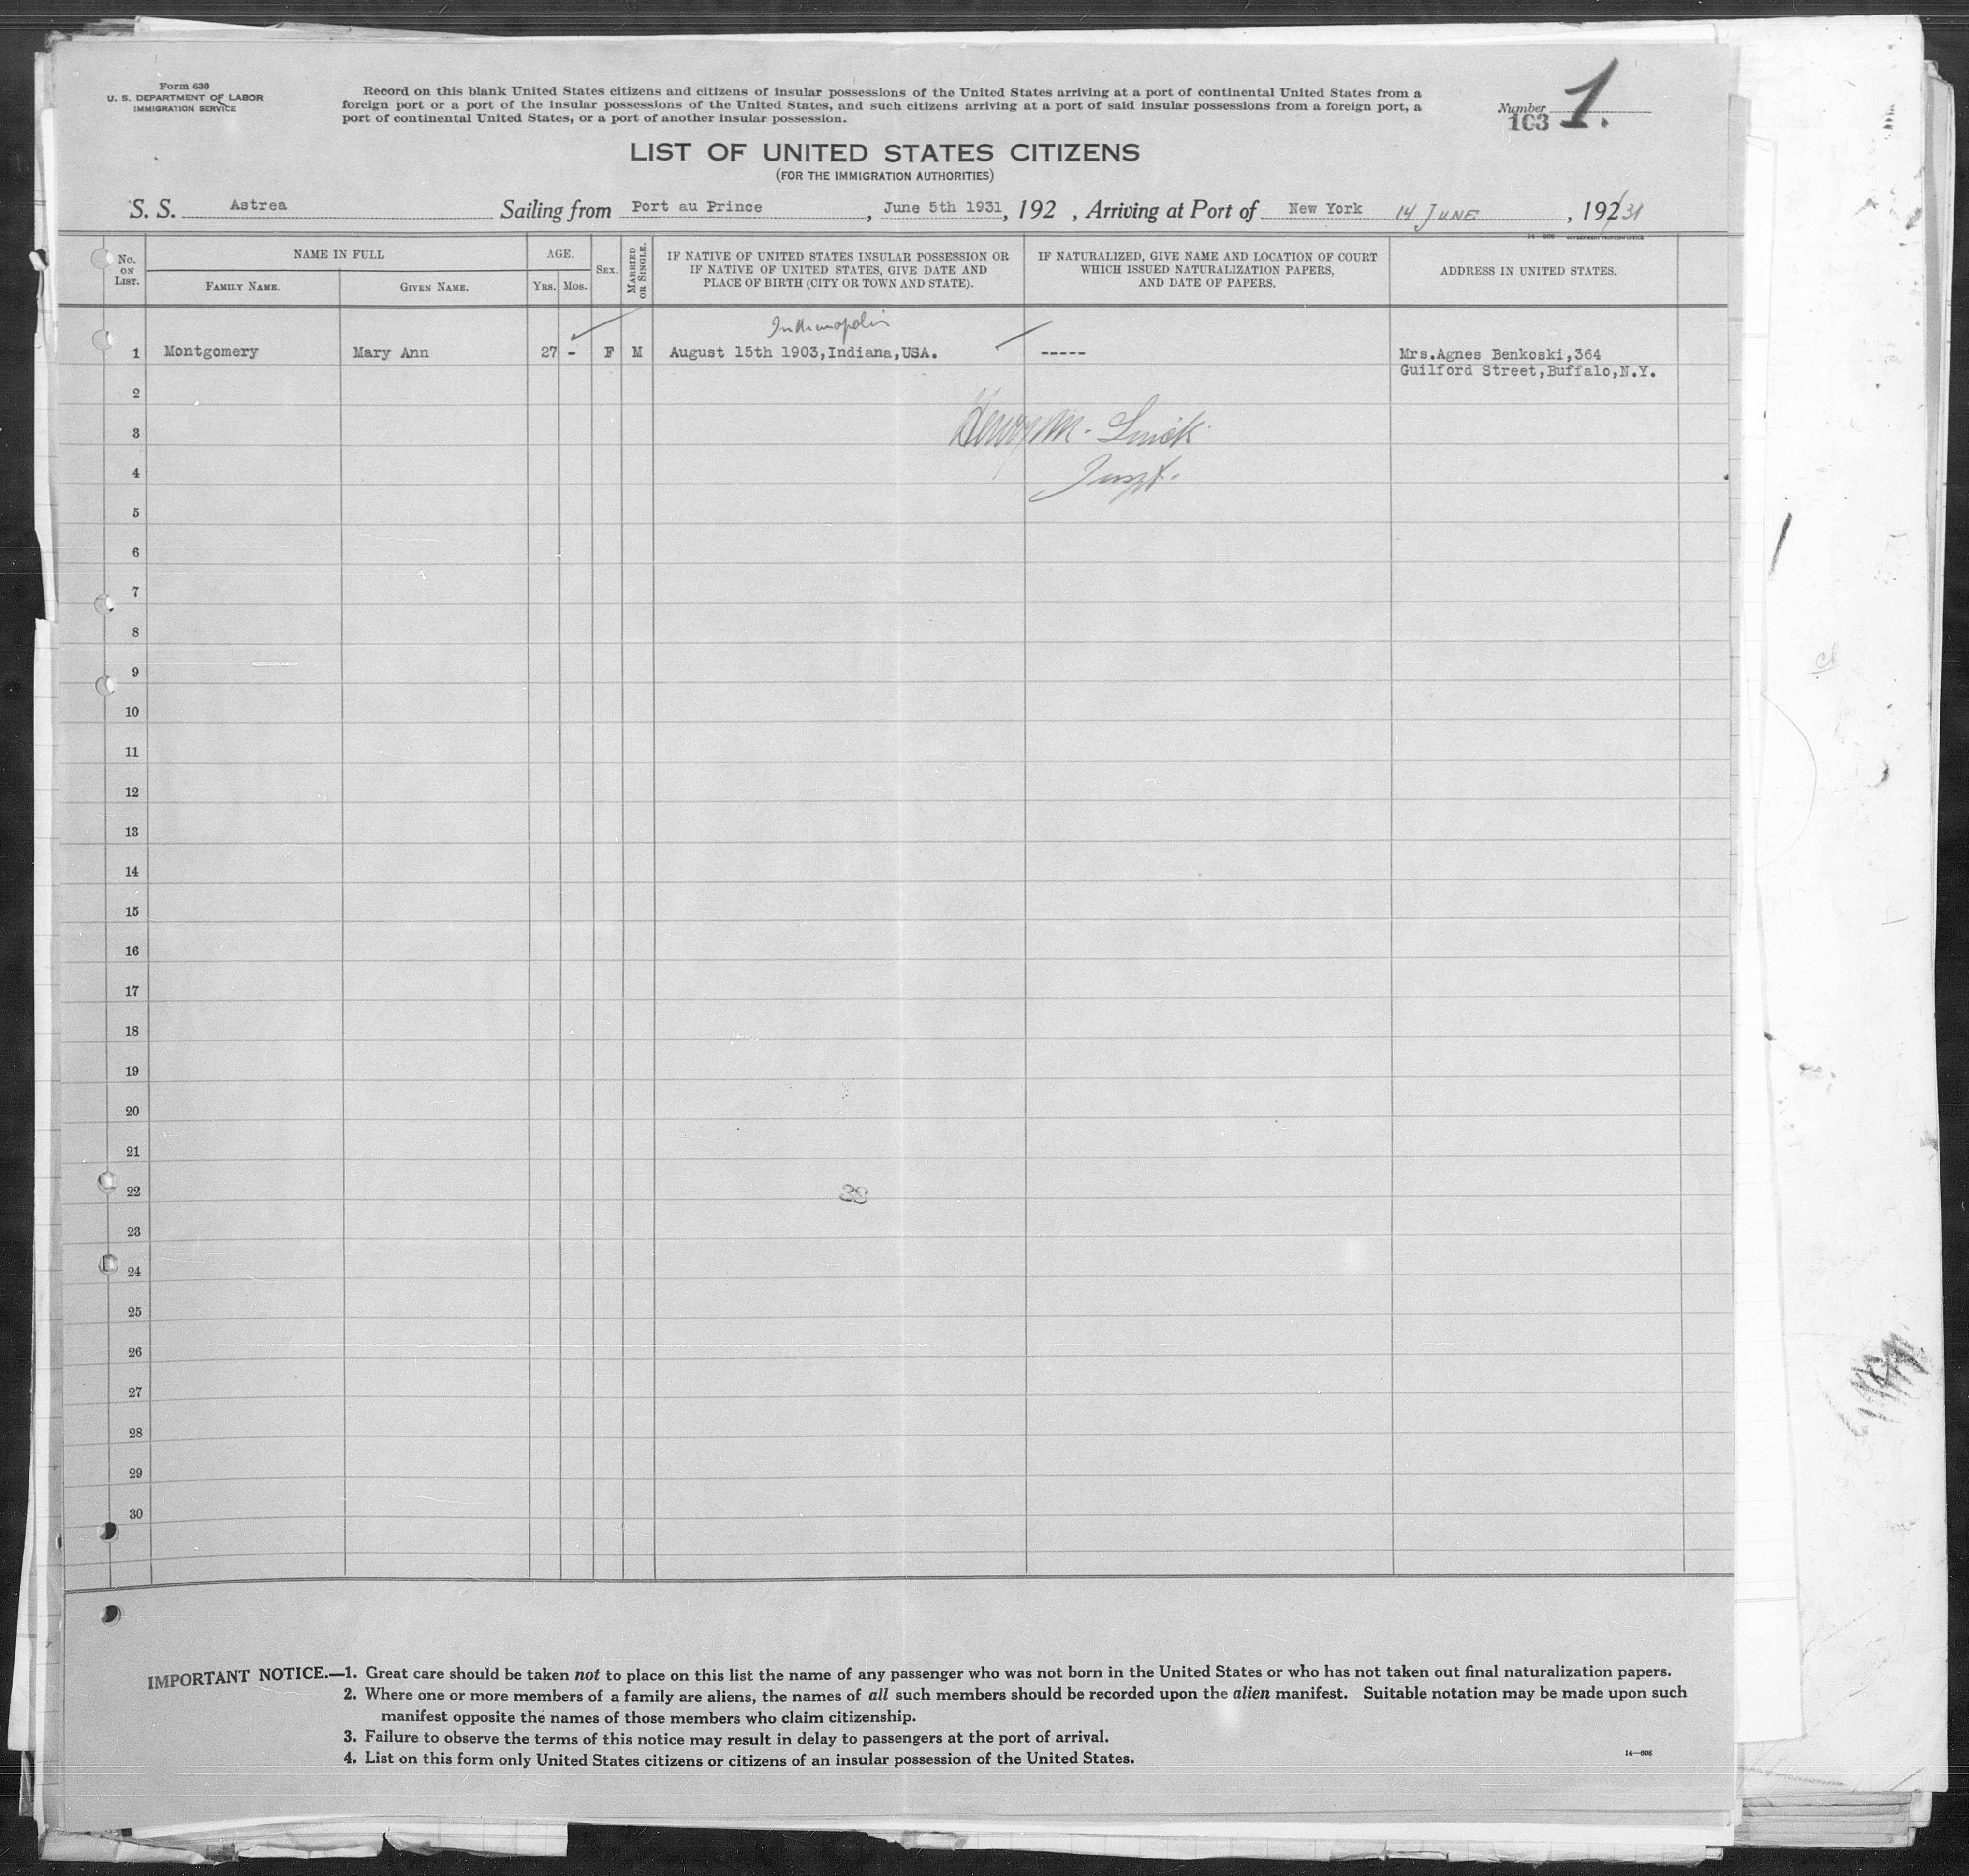 Form 630
U. S. DEPARTMENT OF LABOR
IMMIGRATION SERVICE
Record on this blank United States citizens and citizens of insular possessions of the United States arriving at a port of continental United States from a
foreign port or a port of the insular possessions of the United States, and such citizens arriving at a port of said insular possessions from a foreign port, a
port of continental United States, or a port of another insular possession.
Number 1.
103
LIST OF UNITED STATES CITIZENS
(FOR THE IMMIGRATION AUTHORITIES)
S. S. Astrea Sailing from Port au Prince, June 5th 1931, 192 , Arriving at Port of New York 14 JUNE, 192/31
No. ON LIST.
NAME IN FULL
FAMILY NAME.
GIVEN NAME.
AGE.
YRS. MOS.
SEX.
MARRIED OR SINGLE.
IF NATIVE OF UNITED STATES INSULAR POSSESSION OR
IF NATIVE OF UNITED STATES, GIVE DATE AND
PLACE OF BIRTH (CITY OR TOWN AND STATE).
IF NATURALIZED, GIVE NAME AND LOCATION OF COURT
WHICH ISSUED NATURALIZATION PAPERS,
AND DATE OF PAPERS.
ADDRESS IN UNITED STATES.
Indianapolis
1 Montgomery Mary Ann 27 - F M August 15th 1903,Indiana,USA. ----- Mrs.Agnes Benkoski,364
Guilford Street,Buffalo,N.Y.
2
Henry M.
3
4
5
6
7
8
9
10
11
12
13
14
15
16
17
18
19
20
21
22
38
23
24
25
26
27
28
29
30
IMPORTANT NOTICE.—1. Great care should be taken not to place on this list the name of any passenger who was not born in the United States or who has not taken out final naturalization papers.
2. Where one or more members of a family are aliens, the names of all such members should be recorded upon the alien manifest. Suitable notation may be made upon such
manifest opposite the names of those members who claim citizenship.
3. Failure to observe the terms of this notice may result in delay to passengers at the port of arrival.
4. List on this form only United States citizens or citizens of an insular possession of the United States.
14—606